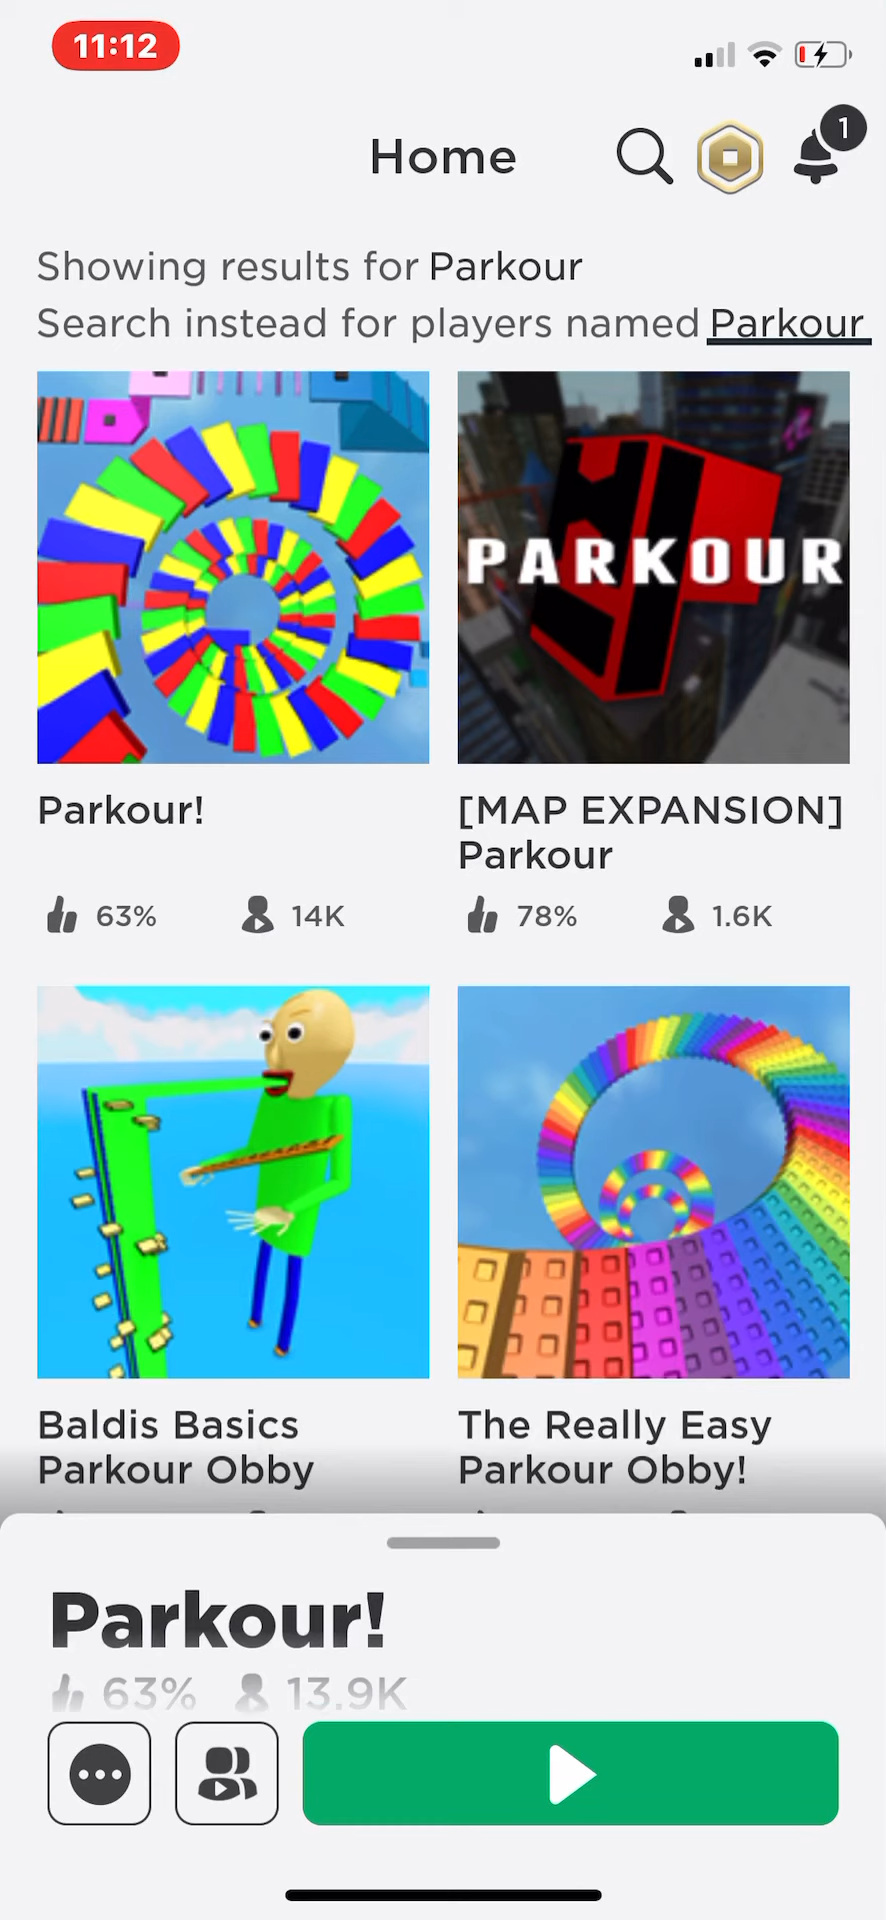 11:12
Home
1
Showing results for Parkour
Search instead for players named Parkour
PARKOUR
Parkour!
[MAP EXPANSION]
Parkour
63%
14K
78%
1.6K
Baldis Basics
Parkour Obby
The Really Easy
Parkour Obby!
Parkour!
63%
13.9K